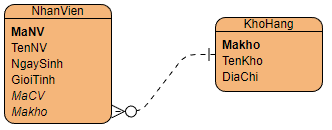 NhanVien
MaNV
TenNV
NgaySinh
GioiTinh
MaCV
Makho
KhoHang
Makho
TenKho
DiaChi